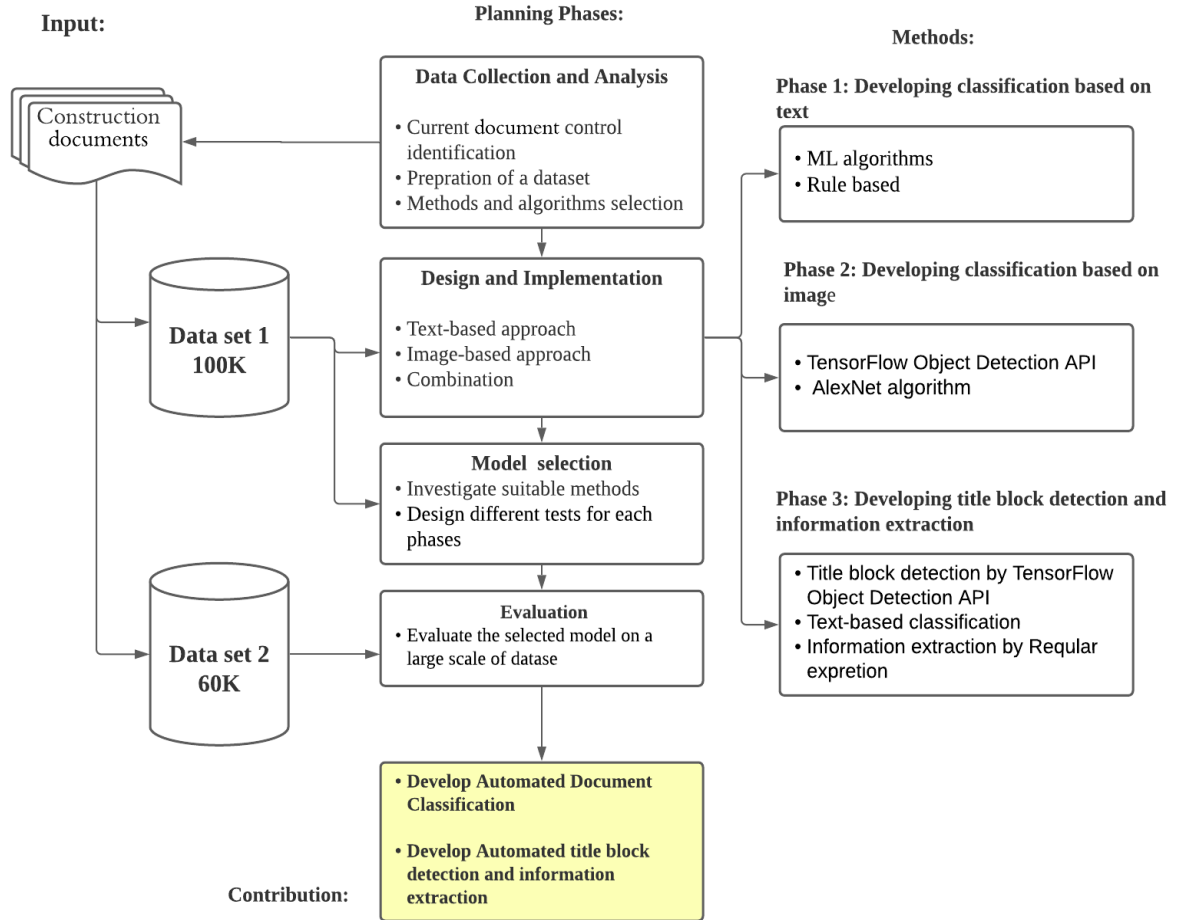 Input:
Construction
documents
Data set 1
100K
Data set 2
60K
Planning Phases:
Data Collection and Analysis
• Current document control
identification
• Prepration of a dataset
• Methods and algorithms selection
Design and Implementation
• Text-based approach
• Image-based approach
• Combination
Model selection
• Investigate suitable methods
• Design different tests for each
phases
Evaluation
• Evaluate the selected model on a
large scale of datase
Contribution:
• Develop Automated Document
Classification
• Develop Automated title block
detection and information
extraction
Methods:
Phase 1: Developing classification based on
text
• ML algorithms
• Rule based
Phase 2: Developing classification based on
image
• TensorFlow Object Detection API
• AlexNet algorithm
Phase 3: Developing title block detection and
information extraction
• Title block detection by TensorFlow
Object Detection API
• Text-based classification
• Information extraction by Reqular
expretion